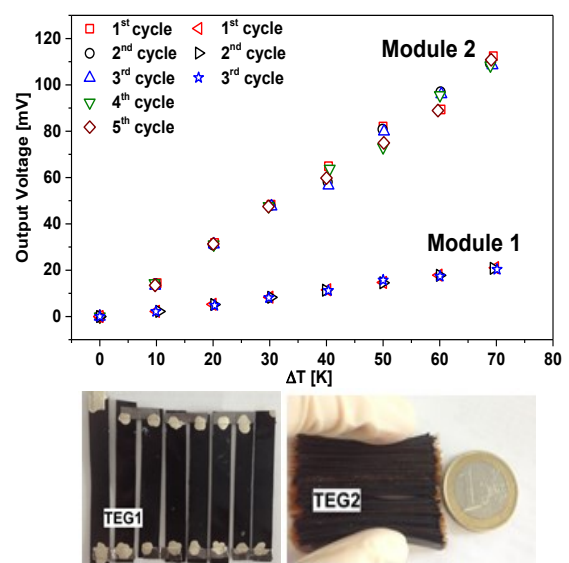 120
100
80
60
40
20
0
Output Voltage [mV]
1st cycle 1st cycle
2nd cycle 2nd cycle
3rd cycle 3rd cycle
4th cycle
5th cycle
Module 2
Module 1
0 10 20 30 40 50 60 70 80
ΔT [K]
TEG1
TEG2